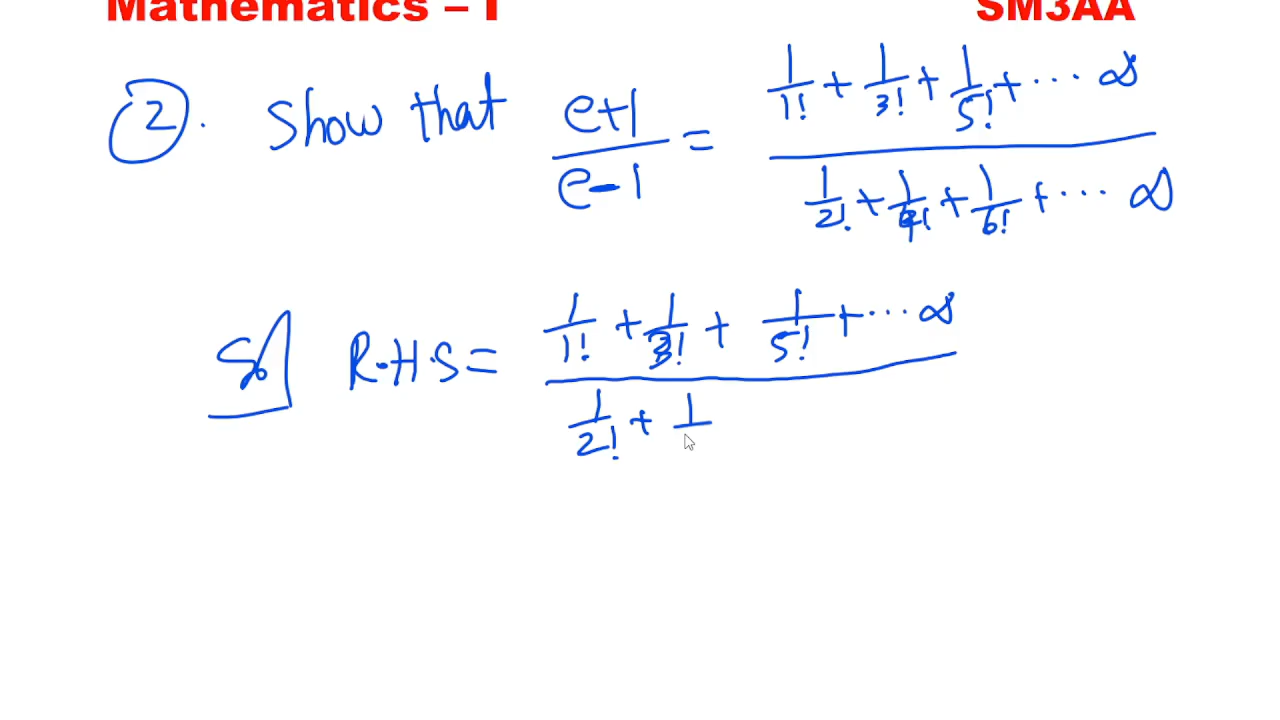 Mathematics – I SM3AA
2. Show that (e+1)/(e-1) = (1/1! + 1/3! + 1/5! + ... ∞)/(1/2! + 1/4! + 1/6! + ... ∞)
Sol R.H.S = (1/1! + 1/3! + 1/5! + ... ∞)/(1/2! + 1/